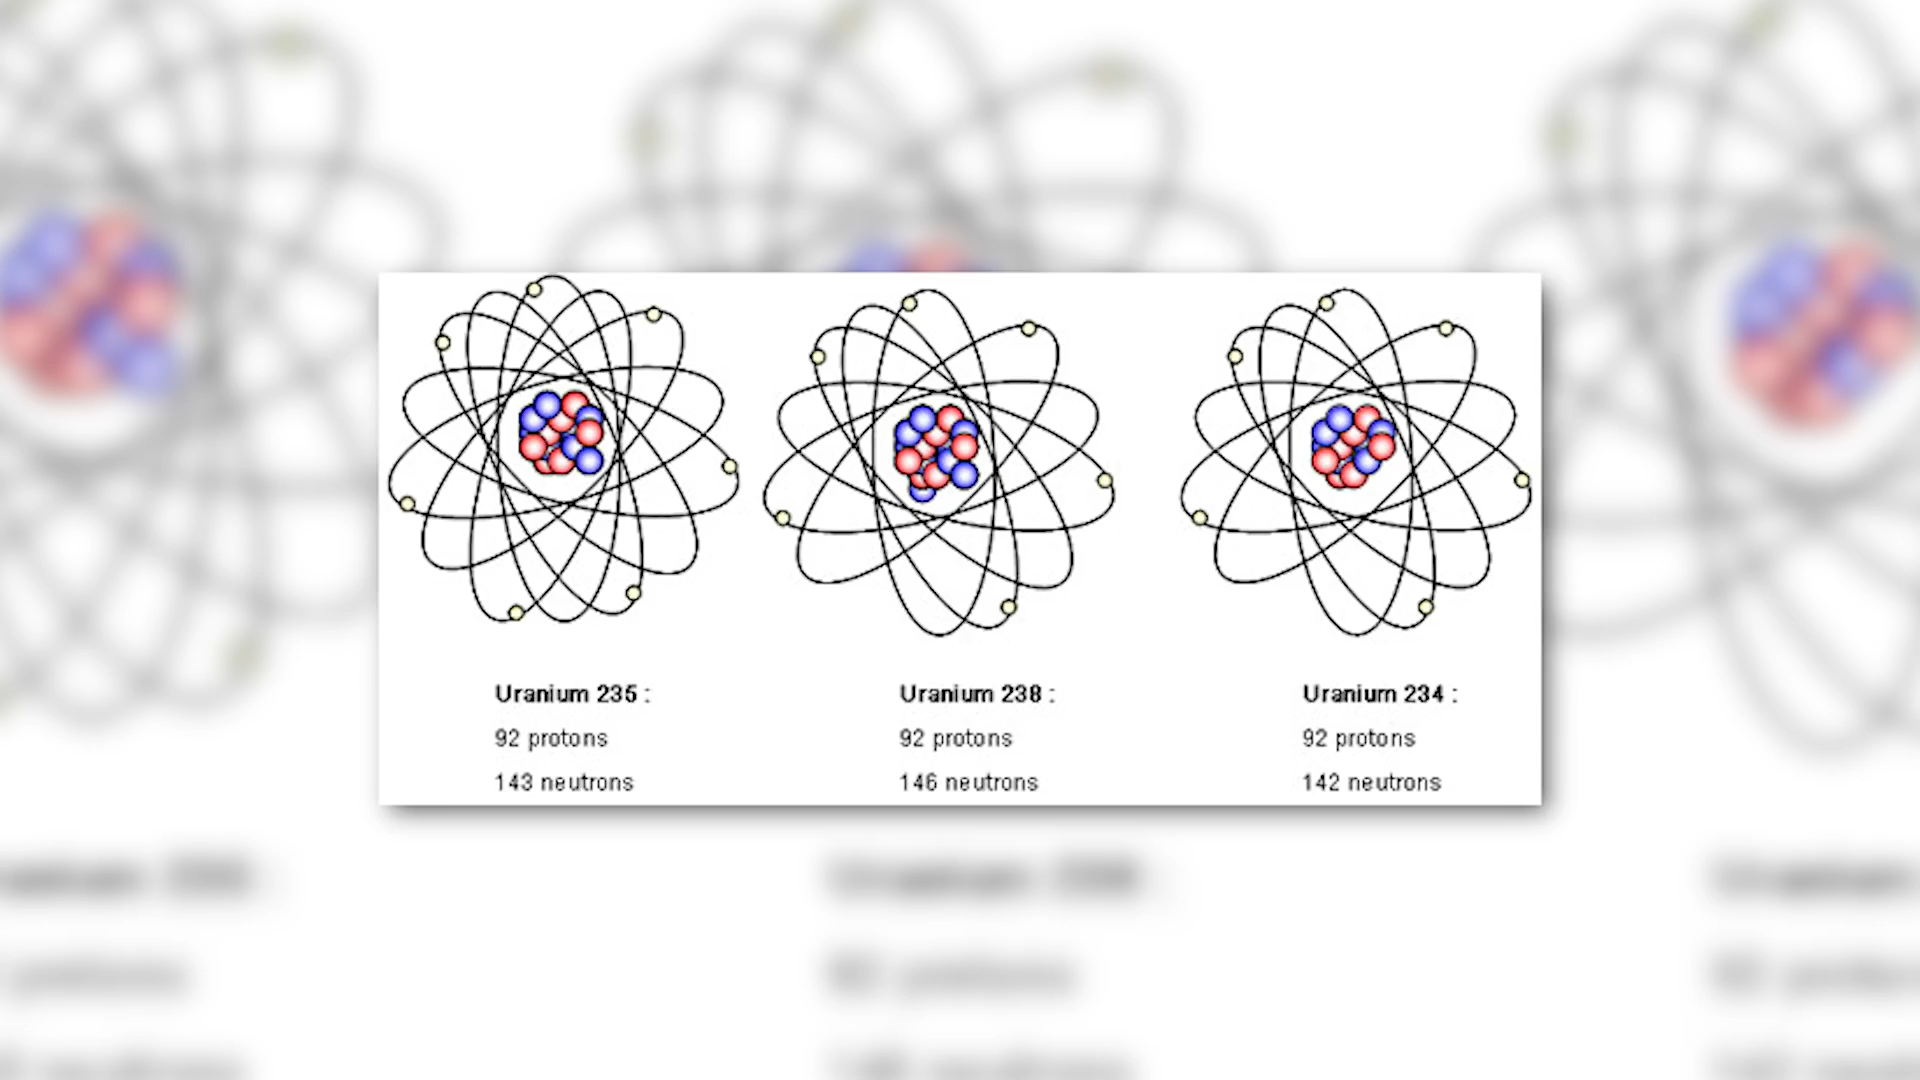 Uranium 235 :
92 protons
143 neutrons
Uranium 238 :
92 protons
146 neutrons
Uranium 234 :
92 protons
142 neutrons